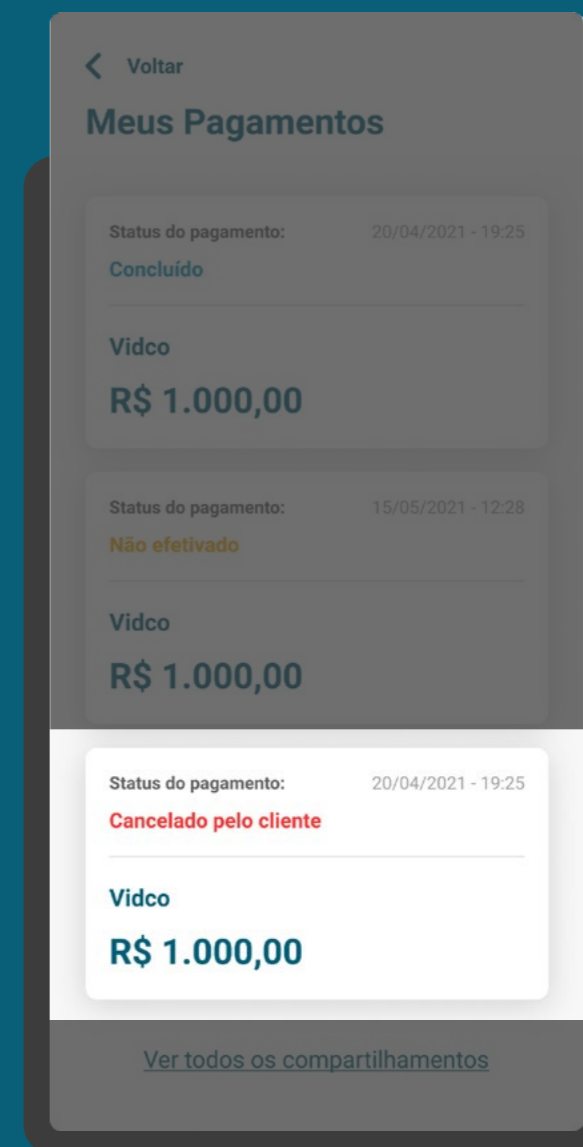 Voltar
Meus Pagamentos
Status do pagamento: 20/04/2021 - 19:25
Concluído
Vidco
R$ 1.000,00
Status do pagamento: 15/05/2021 - 12:28
Não efetivado
Vidco
R$ 1.000,00
Status do pagamento: 20/04/2021 - 19:25
Cancelado pelo cliente
Vidco
R$ 1.000,00
Ver todos os compartilhamentos